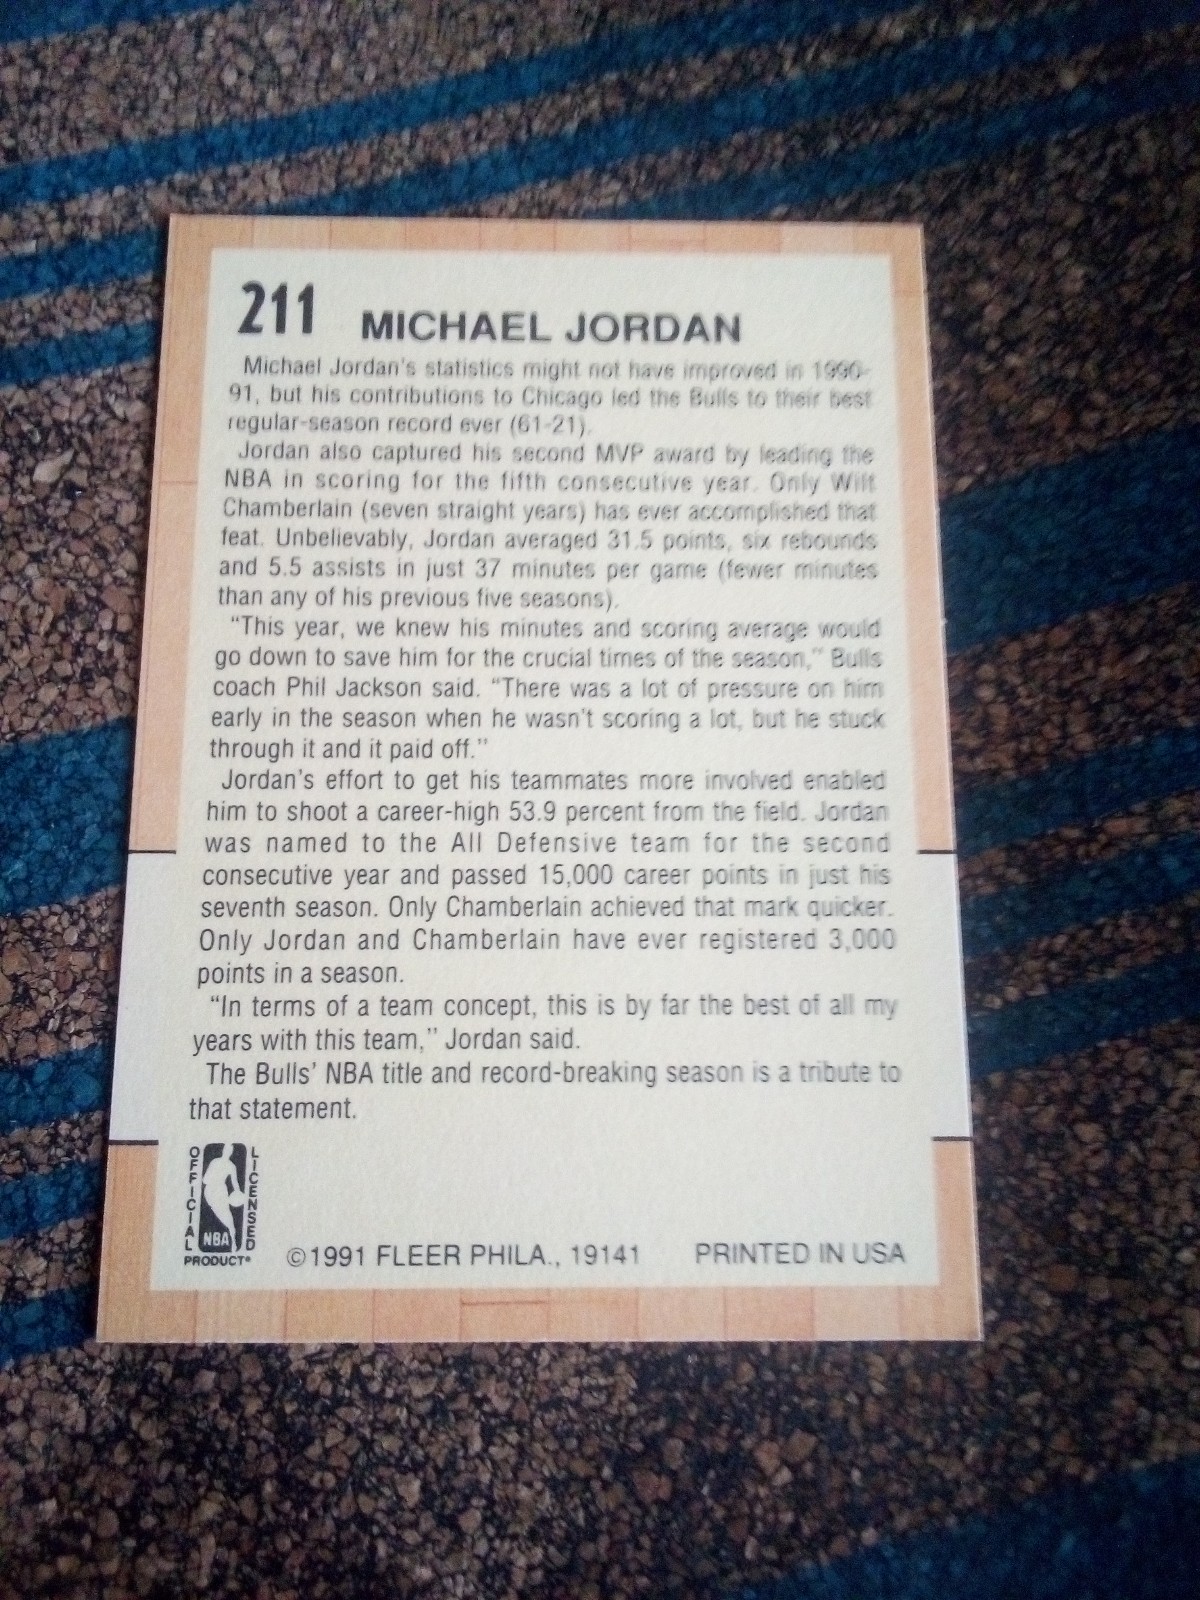 211 MICHAEL JORDAN
Michael Jordan's statistics might not have improved in 1990-
91, but his contributions to Chicago led the Bulls to their best
regular-season record ever (61-21).
Jordan also captured his second MVP award by leading the
NBA in scoring for the fifth consecutive year. Only Wilt
Chamberlain (seven straight years) has ever accomplished that
feat. Unbelievably, Jordan averaged 31.5 points, six rebounds
and 5.5 assists in just 37 minutes per game (fewer minutes
than any of his previous five seasons).
“This year, we knew his minutes and scoring average would
go down to save him for the crucial times of the season,” Bulls
coach Phil Jackson said. “There was a lot of pressure on him
early in the season when he wasn't scoring a lot, but he stuck
through it and it paid off.”
Jordan's effort to get his teammates more involved enabled
him to shoot a career-high 53.9 percent from the field. Jordan
was named to the All Defensive team for the second
consecutive year and passed 15,000 career points in just his
seventh season. Only Chamberlain achieved that mark quicker.
Only Jordan and Chamberlain have ever registered 3,000
points in a season.
“In terms of a team concept, this is by far the best of all my
years with this team,” Jordan said.
The Bulls' NBA title and record-breaking season is a tribute to
that statement.
OFFICIAL NBA LICENSED
PRODUCT®
©1991 FLEER PHILA., 19141 PRINTED IN USA